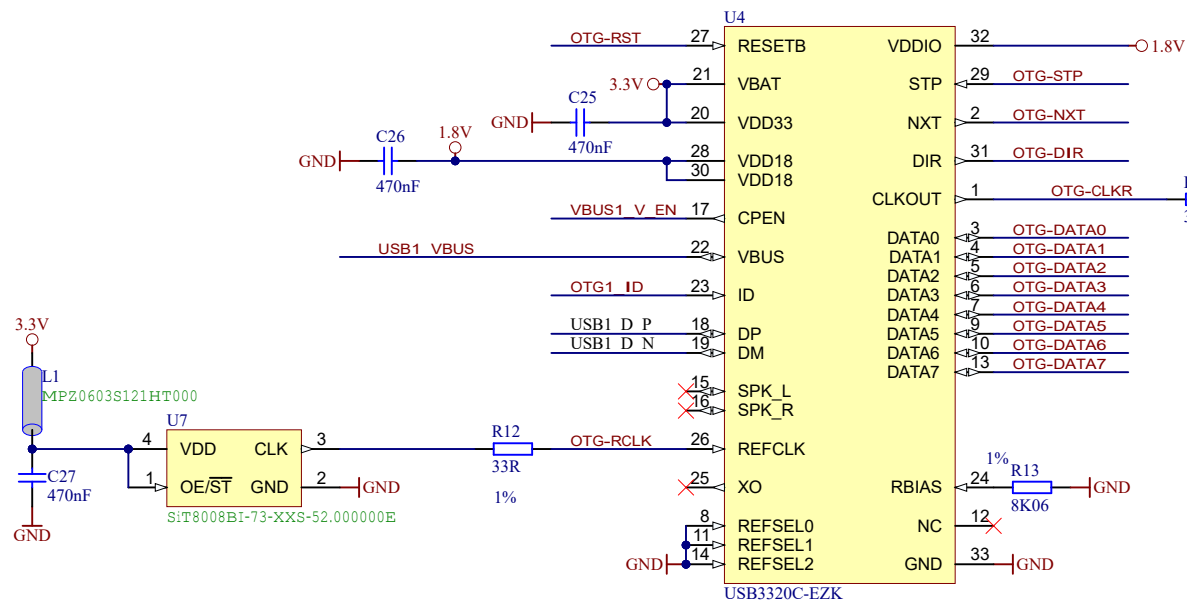 U4
OTG-RST 27 RESETB VDDIO 32 1.8V
3.3V 21 VBAT STP 29 OTG-STP
C25
GND 20 VDD33 NXT 2 OTG-NXT
470nF
C26 1.8V
GND 28 VDD18 DIR 31 OTG-DIR
470nF 30 VDD18
CLKOUT 1 OTG-CLKR
VBUS1_V_EN 17 CPEN
DATA0 3 OTG-DATA0
USB1_VBUS 22 VBUS DATA1 4 OTG-DATA1
DATA2 5 OTG-DATA2
OTG1_ID 23 ID DATA3 6 OTG-DATA3
DATA4 7 OTG-DATA4
USB1_D_P 18 DP DATA5 9 OTG-DATA5
USB1_D_N 19 DM DATA6 10 OTG-DATA6
DATA7 13 OTG-DATA7
3.3V
L1
MPZ0603S121HT000
15 SPK_L
16 SPK_R
U7
4 VDD CLK 3 R12 OTG-RCLK 26 REFCLK
33R
1%
C27
470nF
1 OE/ST GND 2 GND
SiT8008BI-73-XXS-52.000000E
GND
25 XO RBIAS 24 1% R13 GND
8K06
8 REFSEL0 NC 12
11 REFSEL1
GND 14 REFSEL2 GND 33 GND
USB3320C-EZK